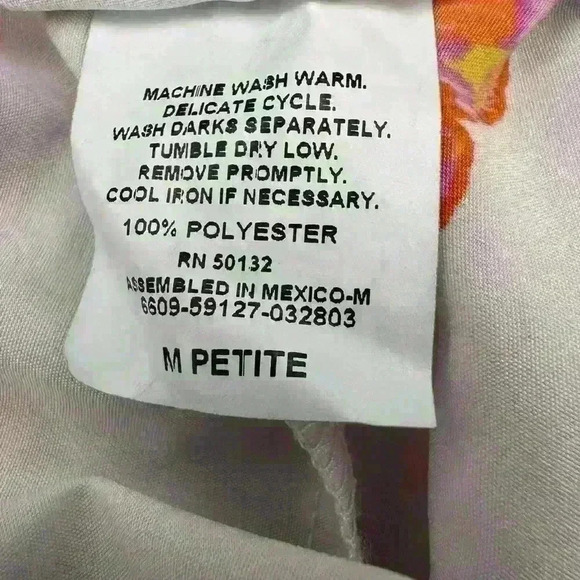 MACHINE WASH WARM.
DELICATE CYCLE.
WASH DARKS SEPARATELY.
TUMBLE DRY LOW.
REMOVE PROMPTLY.
COOL IRON IF NECESSARY.
100% POLYESTER
RN 50132
ASSEMBLED IN MEXICO-M
6609-59127-032803
M PETITE